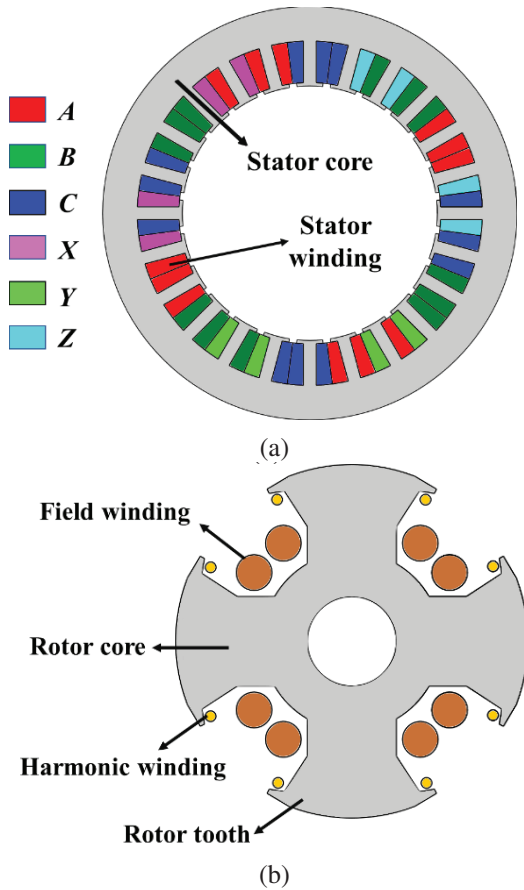 A
B
C
X
Y
Z
Stator core
Stator
winding
(a)
Field winding
Rotor core
Harmonic winding
Rotor tooth
(b)